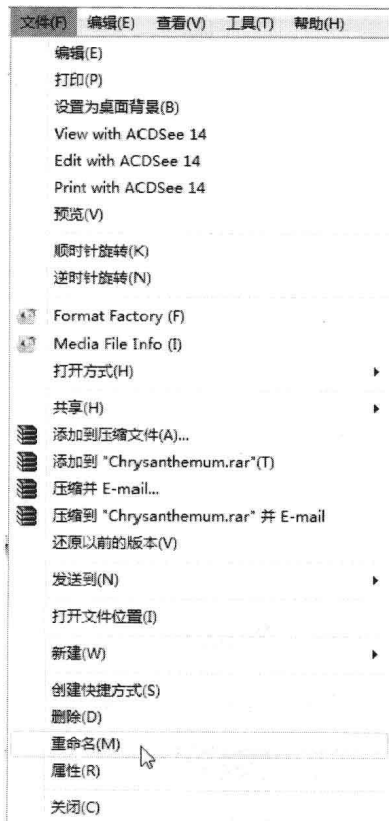 文件(F) 编辑(E) 查看(V) 工具(T) 帮助(H)
编辑(E)
打印(P)
设置为桌面背景(B)
View with ACDSee 14
Edit with ACDSee 14
Print with ACDSee 14
预览(V)
顺时针旋转(K)
逆时针旋转(N)
Format Factory (F)
Media File Info (I)
打开方式(H)
共享(H)
添加到压缩文件(A)...
添加到 "Chrysanthemum.rar"(T)
压缩并 E-mail...
压缩到 "Chrysanthemum.rar" 并 E-mail
还原以前的版本(V)
发送到(N)
打开文件位置(I)
新建(W)
创建快捷方式(S)
删除(D)
重命名(M)
属性(R)
关闭(C)